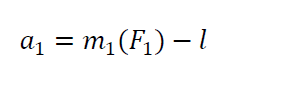 a₁ = m₁(F₁) − l